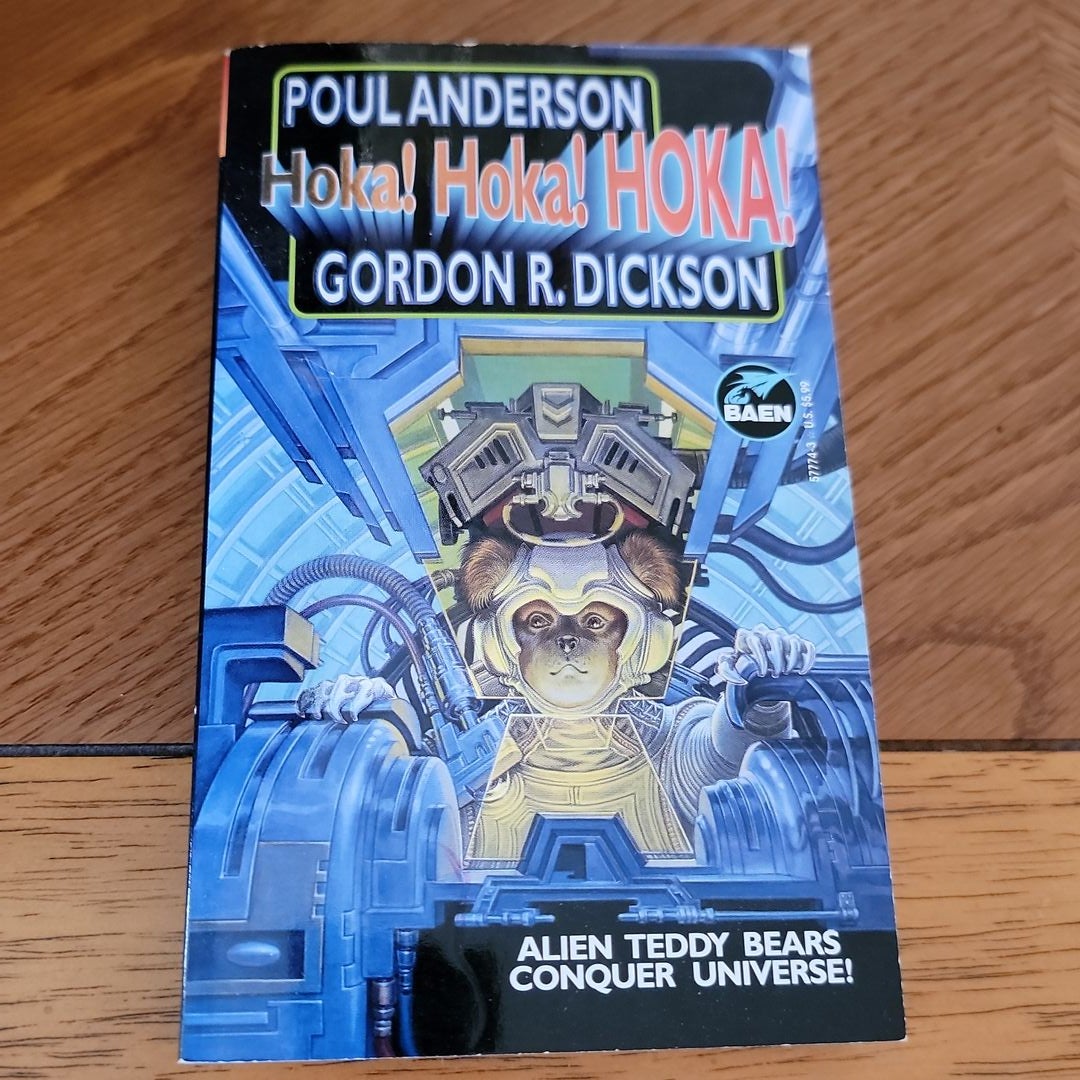 POUL ANDERSON
Hoka! Hoka! HOKA!
GORDON R. DICKSON
BAEN
57774-3 U.S. $5.99
ALIEN TEDDY BEARS
CONQUER UNIVERSE!